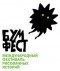 БУМ
ФЕСТ
МЕЖДУНАРОДНЫЙ
ФЕСТИВАЛЬ
РИСОВАННЫХ
ИСТОРИЙ